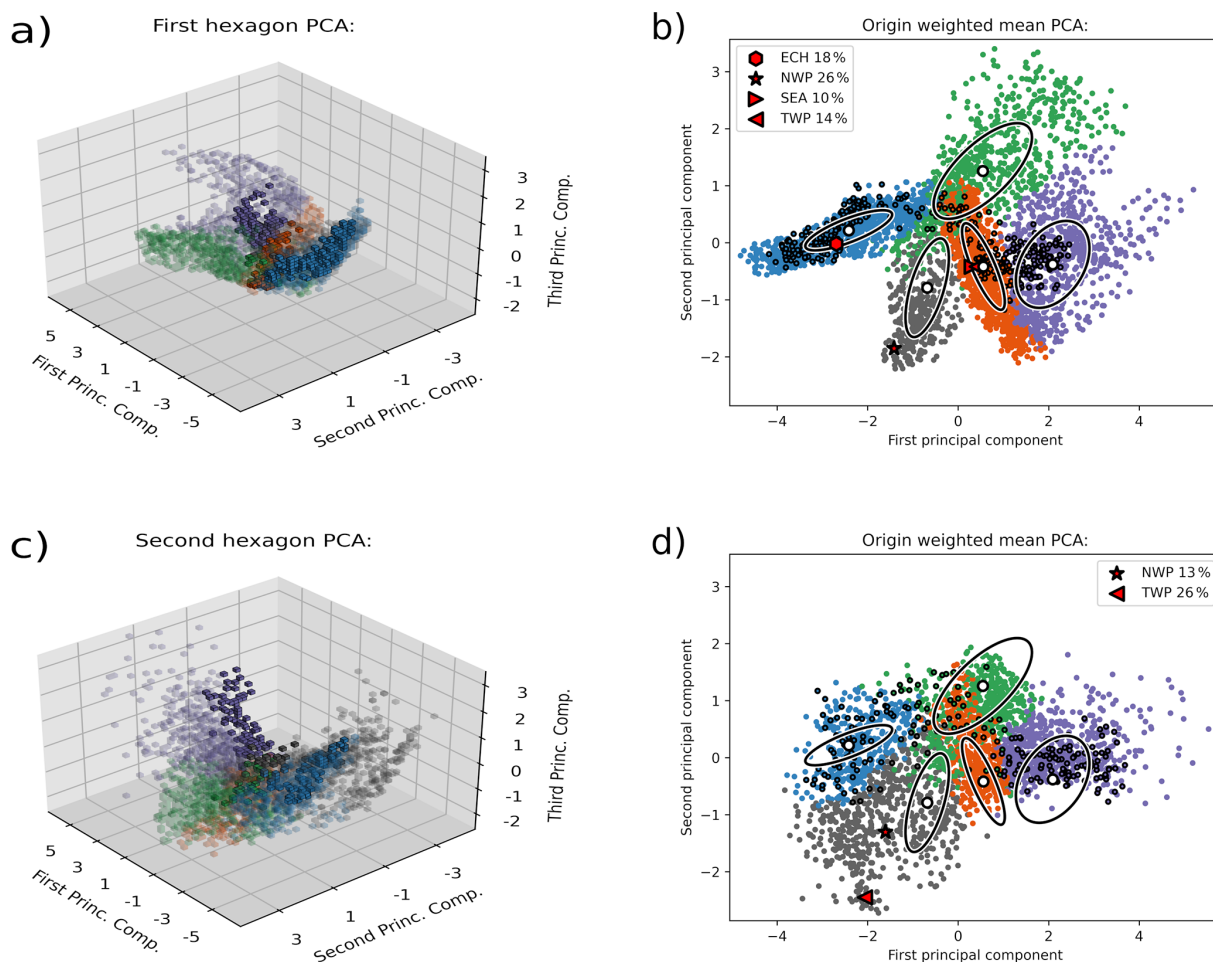 a)
First hexagon PCA:
3
2
1
0
-1
-2
Third Princ. Comp.
5
3
1
-1
-3
-5
First Princ. Comp.
3
1
-1
-3
Second Princ. Comp.
b)
Origin weighted mean PCA:
ECH 18%
NWP 26%
SEA 10%
TWP 14%
3
2
1
0
−1
−2
Second principal component
−4
−2
0
2
4
First principal component
c)
Second hexagon PCA:
3
2
1
0
-1
-2
Third Princ. Comp.
5
3
1
-1
-3
-5
First Princ. Comp.
3
1
-1
-3
Second Princ. Comp.
d)
Origin weighted mean PCA:
NWP 13%
TWP 26%
3
2
1
0
−1
−2
Second principal component
−4
−2
0
2
4
First principal component